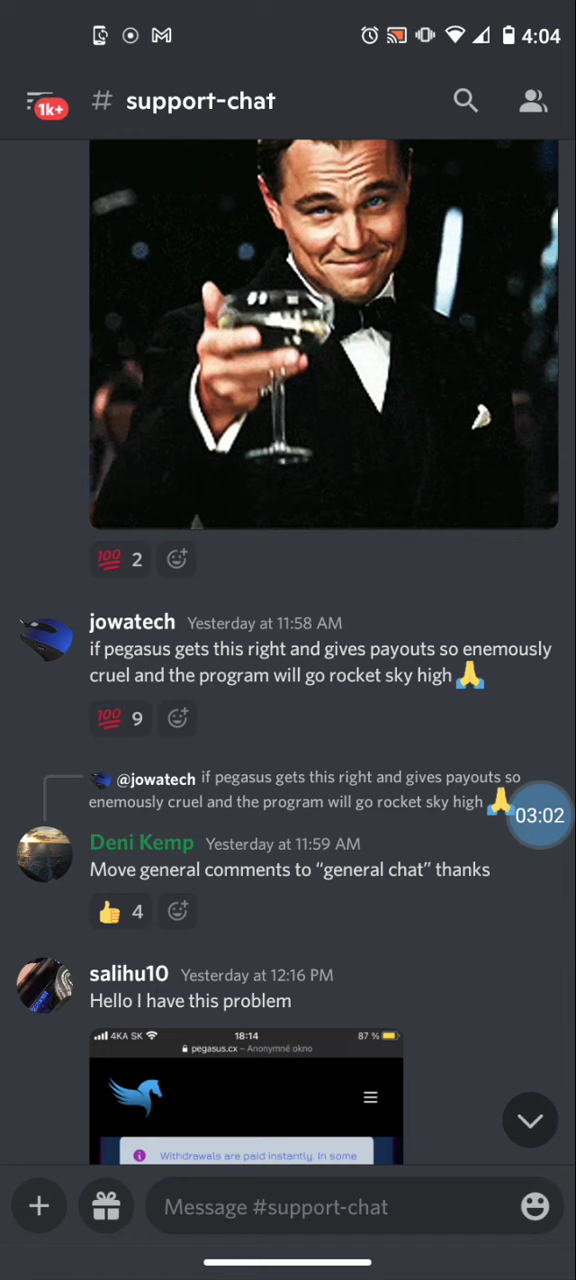 4:04
1k+
# support-chat
100 2
jowatech Yesterday at 11:58 AM
if pegasus gets this right and gives payouts so enemously
cruel and the program will go rocket sky high 🙏
100 9
@jowatech if pegasus gets this right and gives payouts so
enemously cruel and the program will go rocket sky high 🙏
03:02
Deni Kemp Yesterday at 11:59 AM
Move general comments to “general chat” thanks
👍 4
salihu10 Yesterday at 12:16 PM
Hello I have this problem
4KA SK 18:14 87 %
pegasus.cx – Anonymné okno
Withdrawals are paid instantly. In some
Message #support-chat